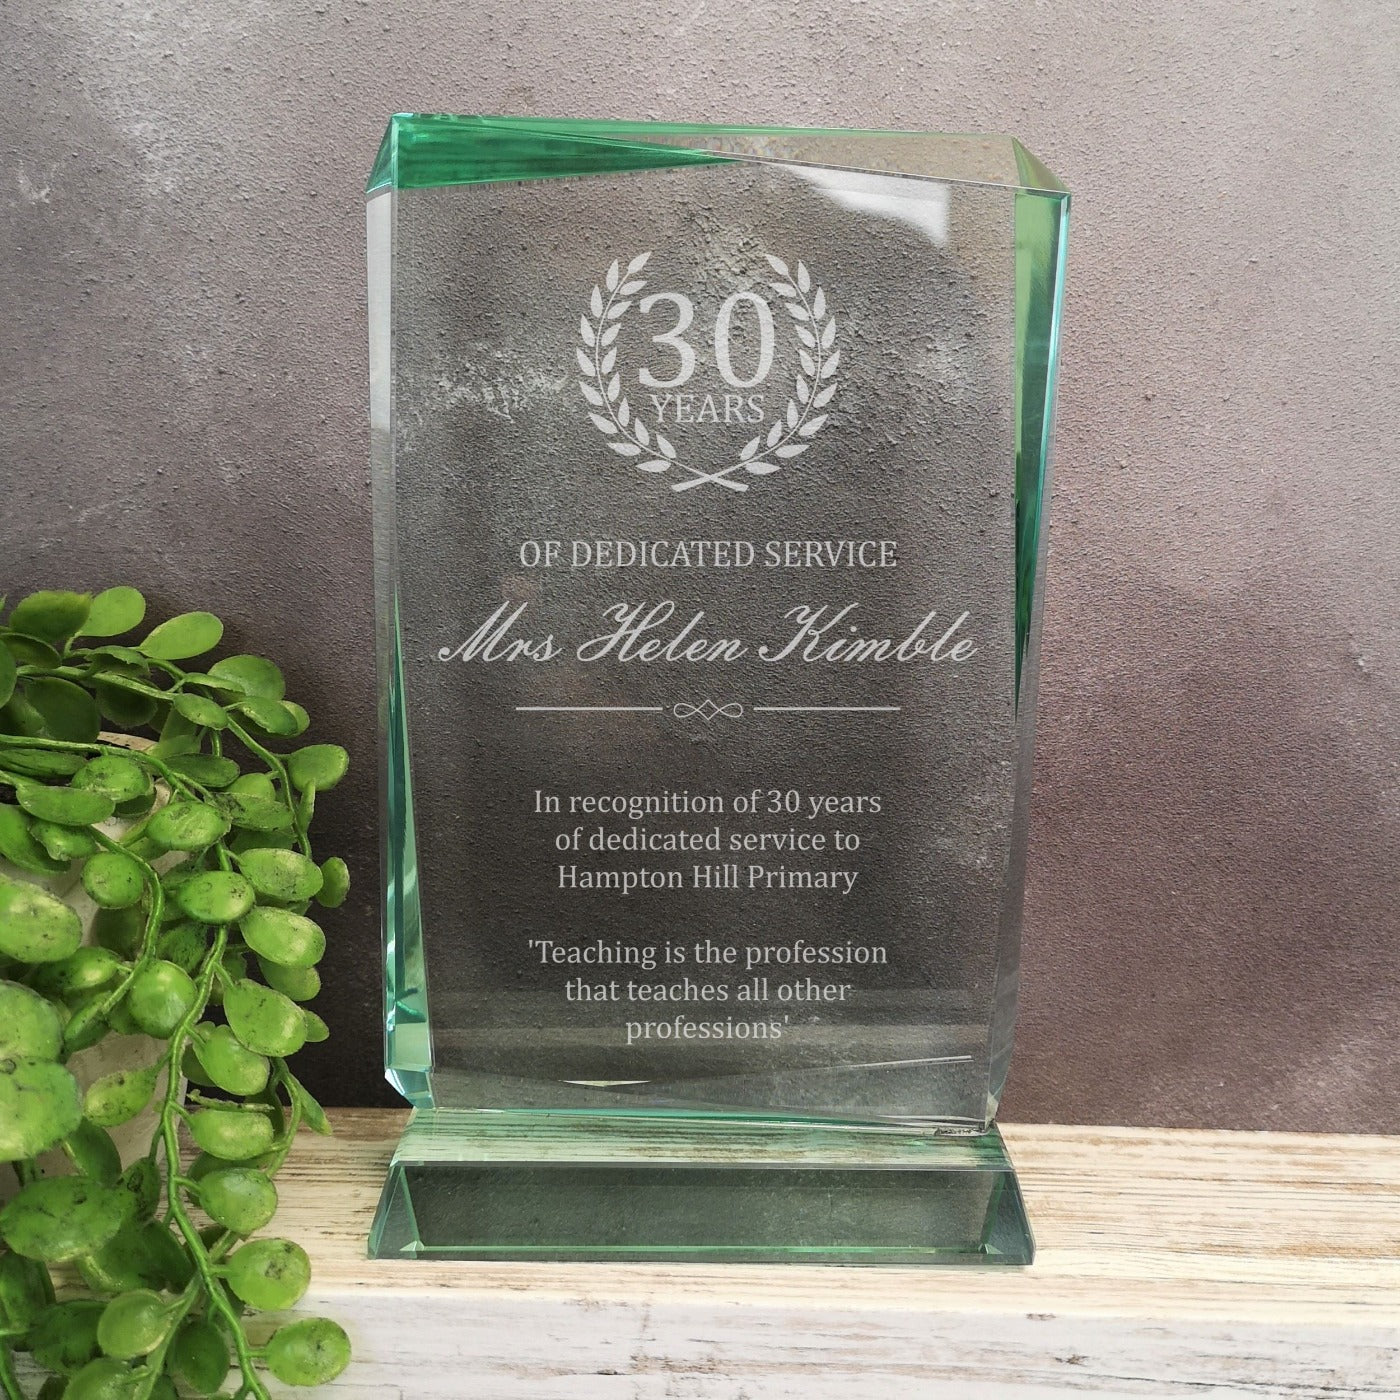 30
YEARS
OF DEDICATED SERVICE
Mrs Helen Kimble
In recognition of 30 years
of dedicated service to
Hampton Hill Primary
'Teaching is the profession
that teaches all other
professions'